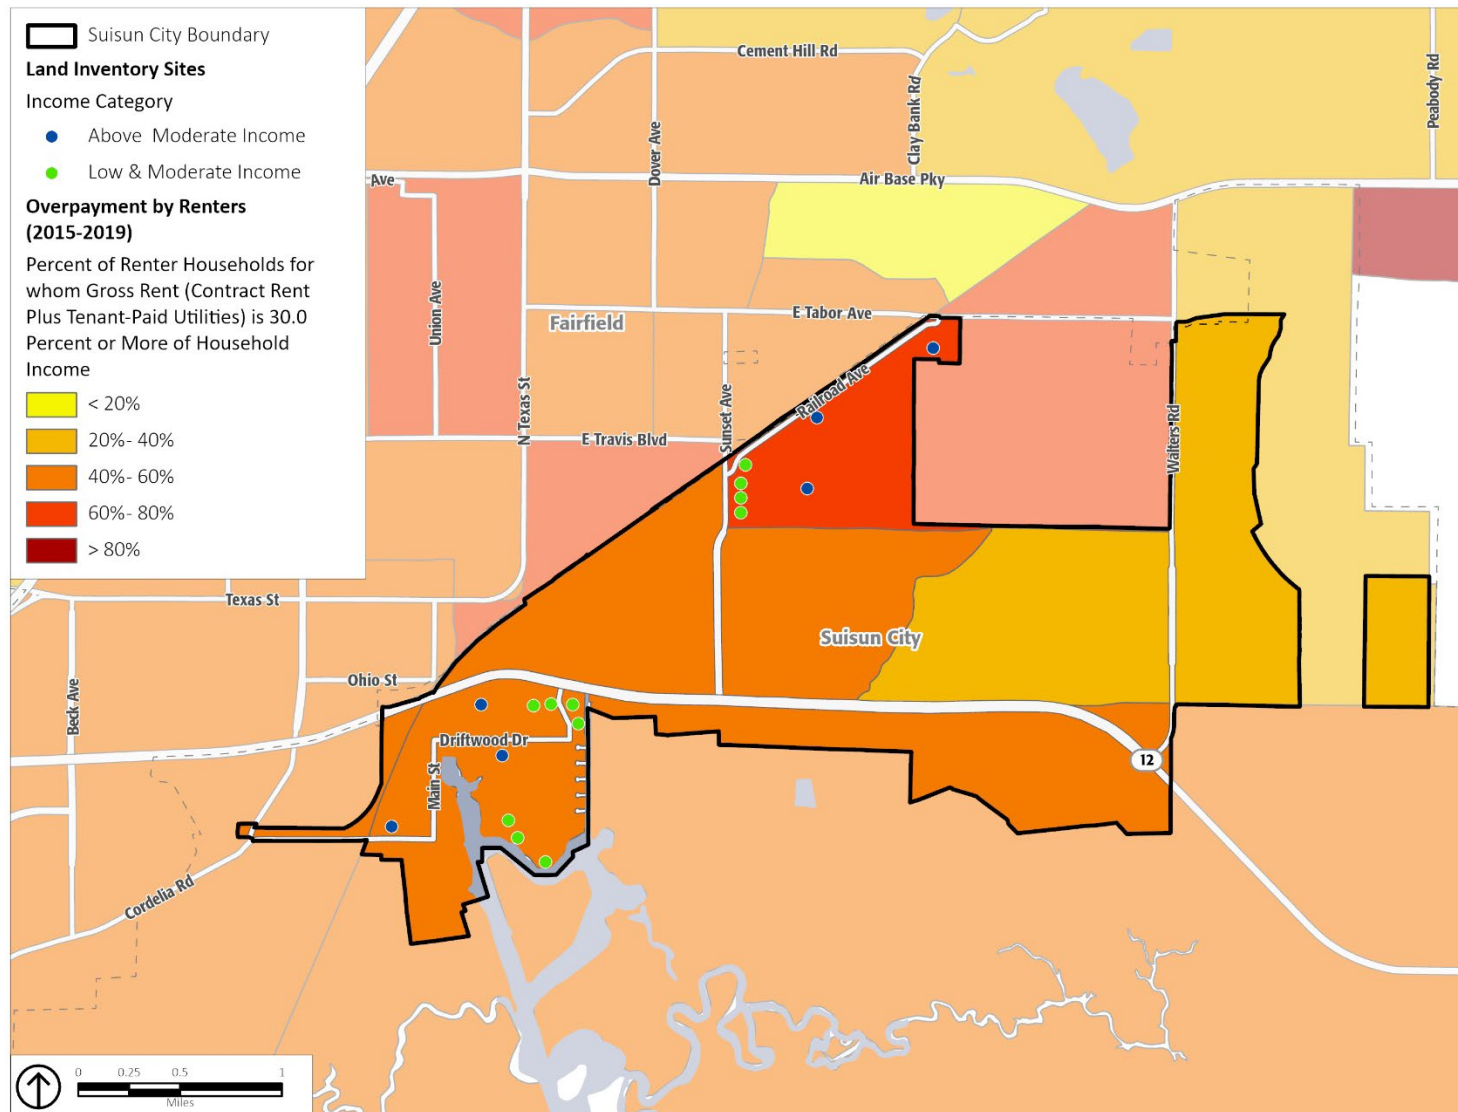 Suisun City Boundary
Land Inventory Sites
Income Category
Above Moderate Income
Low & Moderate Income
Overpayment by Renters
(2015-2019)
Percent of Renter Households for
whom Gross Rent (Contract Rent
Plus Tenant-Paid Utilities) is 30.0
Percent or More of Household
Income
< 20%
20%- 40%
40%- 60%
60%- 80%
> 80%
Cement Hill Rd
Clay Bank Rd
Peabody Rd
Dover Ave
Ave
Air Base Pky
Union Ave
N Texas St
Fairfield
E Tabor Ave
Railroad Ave
Sunset Ave
E Travis Blvd
Walters Rd
Texas St
Suisun City
Ohio St
Beck Ave
Driftwood Dr
Main St
12
Cordelia Rd
0 0.25 0.5 1
Miles